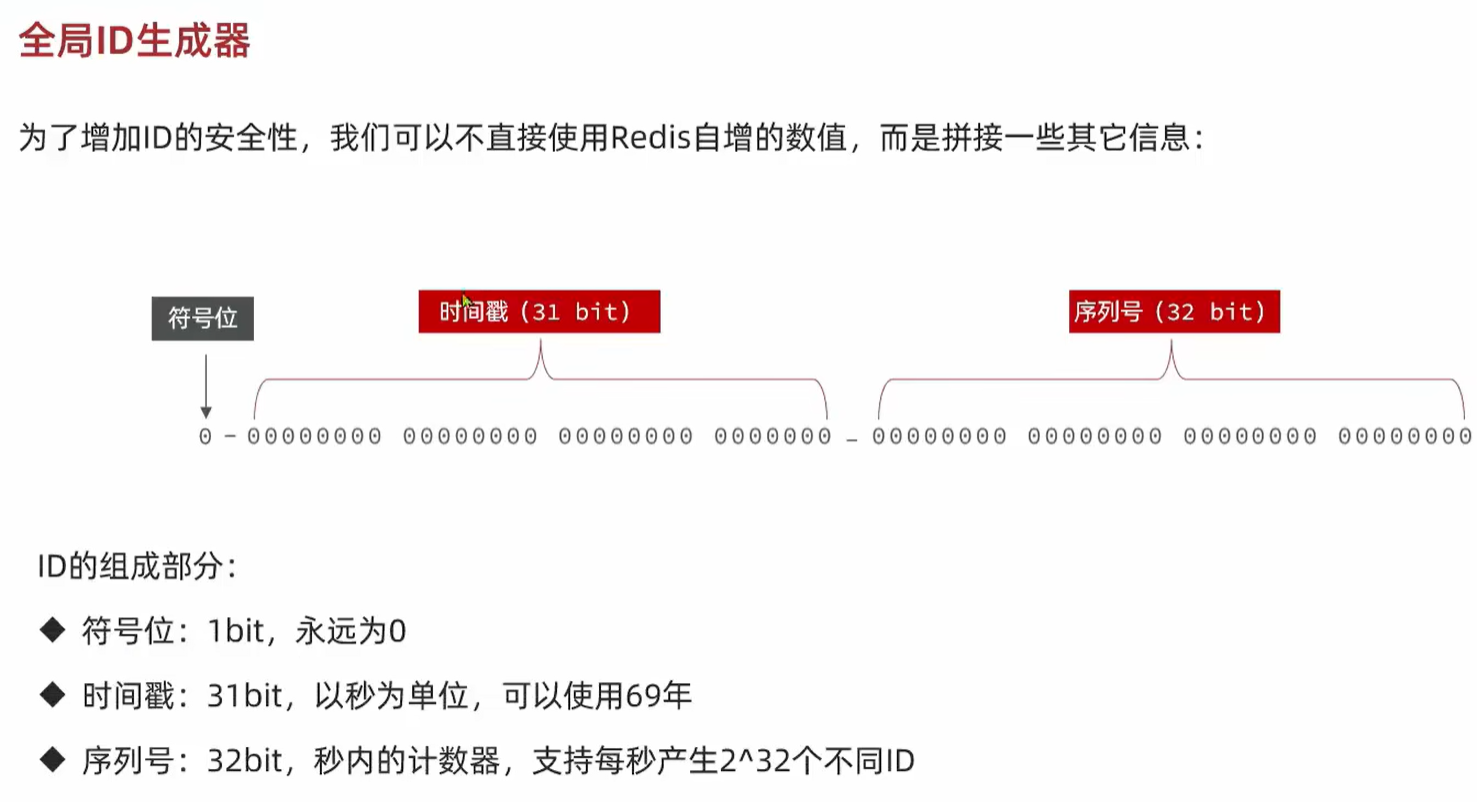 全局ID生成器
为了增加ID的安全性，我们可以不直接使用Redis自增的数值，而是拼接一些其它信息：
符号位
时间戳（31 bit）
序列号（32 bit）
0-00000000 00000000 00000000 0000000-00000000 00000000 00000000 00000000
ID的组成部分：
◆ 符号位：1bit，永远为0
◆ 时间戳：31bit，以秒为单位，可以使用69年
◆ 序列号：32bit，秒内的计数器，支持每秒产生2^32个不同ID